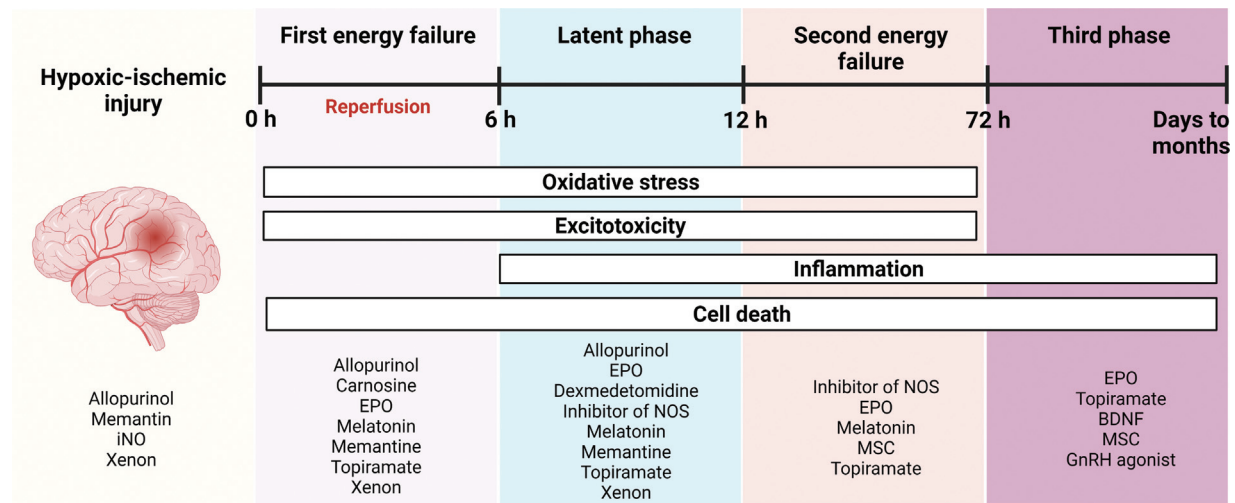 Hypoxic-ischemic
injury
First energy failure
Latent phase
Second energy
failure
Third phase
Reperfusion
0 h
6 h
12 h
72 h
Days to
months
Oxidative stress
Excitotoxicity
Inflammation
Cell death
Allopurinol
Memantin
iNO
Xenon
Allopurinol
Carnosine
EPO
Melatonin
Memantine
Topiramate
Xenon
Allopurinol
EPO
Dexmedetomidine
Inhibitor of NOS
Melatonin
Memantine
Topiramate
Xenon
Inhibitor of NOS
EPO
Melatonin
MSC
Topiramate
EPO
Topiramate
BDNF
MSC
GnRH agonist